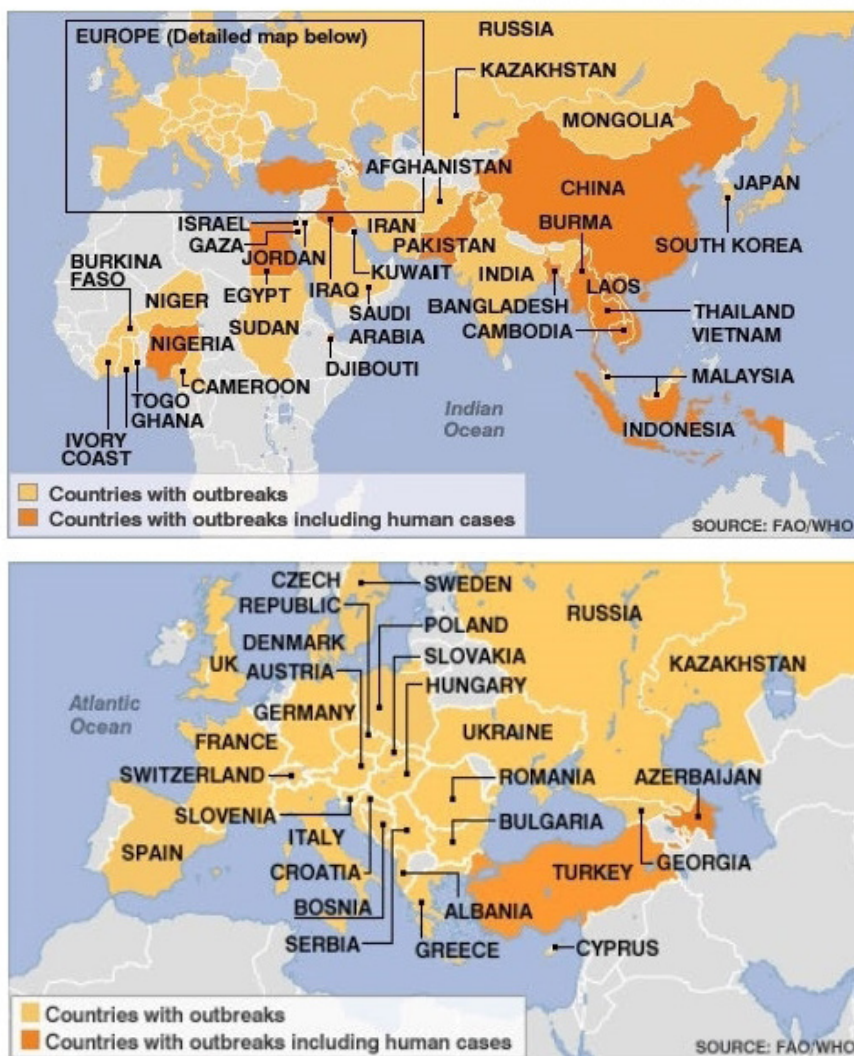 EUROPE (Detailed map below)
RUSSIA
KAZAKHSTAN
MONGOLIA
AFGHANISTAN
CHINA
JAPAN
ISRAEL
GAZA
JORDAN
IRAN
PAKISTAN
BURMA
SOUTH KOREA
BURKINA
FASO
NIGER
EGYPT
IRAQ
KUWAIT
INDIA
LAOS
BANGLADESH
SUDAN
SAUDI
ARABIA
CAMBODIA
THAILAND
VIETNAM
NIGERIA
DJIBOUTI
CAMEROON
MALAYSIA
TOGO
GHANA
IVORY
COAST
Indian
Ocean
INDONESIA
Countries with outbreaks
Countries with outbreaks including human cases
SOURCE: FAO/WHO
CZECH
REPUBLIC
SWEDEN
RUSSIA
DENMARK
POLAND
UK
AUSTRIA
SLOVAKIA
KAZAKHSTAN
HUNGARY
Atlantic
Ocean
GERMANY
UKRAINE
FRANCE
SWITZERLAND
ROMANIA
AZERBAIJAN
SLOVENIA
BULGARIA
ITALY
SPAIN
CROATIA
TURKEY
GEORGIA
BOSNIA
ALBANIA
SERBIA
GREECE
CYPRUS
Countries with outbreaks
Countries with outbreaks including human cases
SOURCE: FAO/WHO